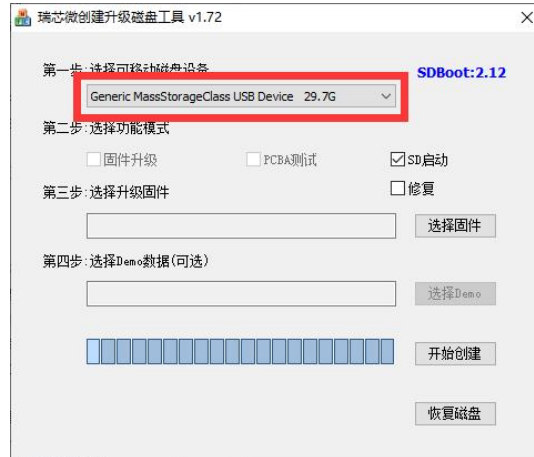 瑞芯微创建升级磁盘工具 v1.72
第一步:选择可移动磁盘设备
SDBoot:2.12
Generic MassStorageClass USB Device 29.7G
第二步:选择功能模式
固件升级 PCBA测试 SD启动
修复
第三步:选择升级固件
选择固件
第四步:选择Demo数据(可选)
选择Demo
开始创建
恢复磁盘